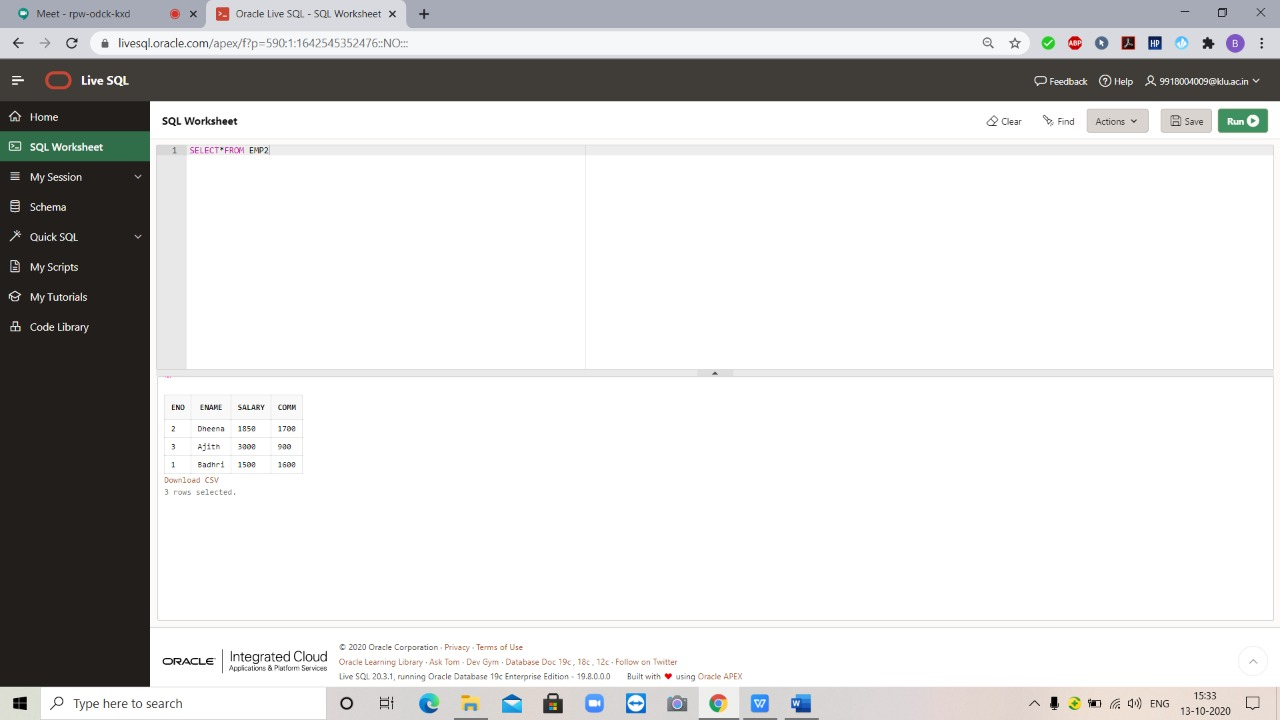 Meet - rpw-odck-kxd
Oracle Live SQL - SQL Worksheet
livesql.oracle.com/apex/f?p=590:1:1642545352476::NO:::
ABP
HP
B
Live SQL
Feedback
Help
9918004009@klu.ac.in
Home
SQL Worksheet
My Session
Schema
Quick SQL
My Scripts
My Tutorials
Code Library
SQL Worksheet
Clear
Find
Actions
Save
Run
1 SELECT*FROM EMP2
ENO ENAME SALARY COMM
2 Dheena 1850 1700
3 Ajith 3000 900
1 Badhri 1500 1600
Download CSV
3 rows selected.
ORACLE Integrated Cloud
Applications & Platform Services
© 2020 Oracle Corporation · Privacy · Terms of Use
Oracle Learning Library · Ask Tom · Dev Gym · Database Doc 19c , 18c , 12c · Follow on Twitter
Live SQL 20.3.1, running Oracle Database 19c Enterprise Edition - 19.8.0.0.0 Built with ❤ using Oracle APEX
Type here to search
ENG
15:33
13-10-2020